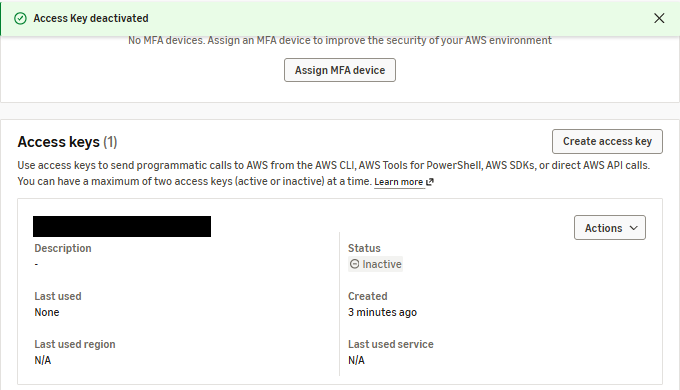 Access Key deactivated
No MFA devices. Assign an MFA device to improve the security of your AWS environment
Assign MFA device
Access keys (1)
Create access key
Use access keys to send programmatic calls to AWS from the AWS CLI, AWS Tools for PowerShell, AWS SDKs, or direct AWS API calls.
You can have a maximum of two access keys (active or inactive) at a time. Learn more
Actions
Description
-
Status
Inactive
Last used
None
Created
3 minutes ago
Last used region
N/A
Last used service
N/A